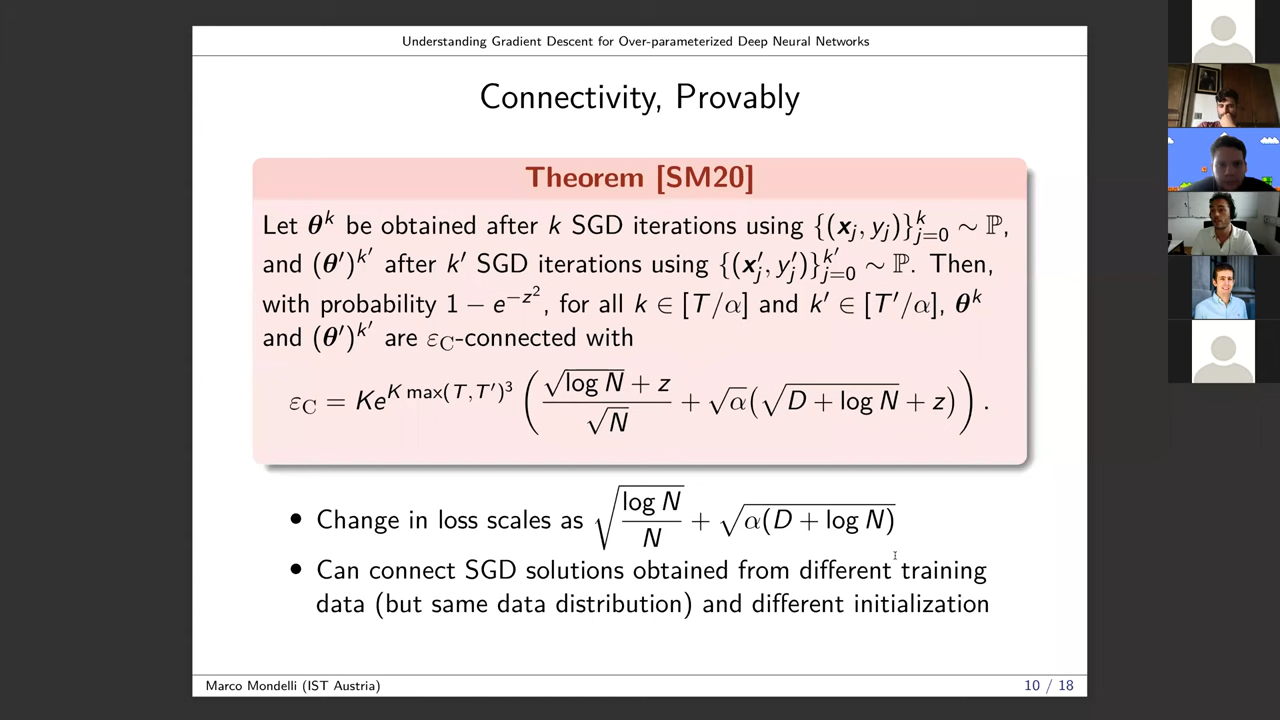 Understanding Gradient Descent for Over-parameterized Deep Neural Networks
Connectivity, Provably
Theorem [SM20]
Let θ^k be obtained after k SGD iterations using {(x_j, y_j)}_{j=0}^k ∼ ℙ,
and (θ′)^{k′} after k′ SGD iterations using {(x′_j, y′_j)}_{j=0}^{k′} ∼ ℙ. Then,
with probability 1 − e^{−z^2}, for all k ∈ [T/α] and k′ ∈ [T′/α], θ^k
and (θ′)^{k′} are ε_C-connected with
ε_C = Ke^{K max(T,T′)^3} ( (√(log N) + z)/√N + √α(√(D + log N) + z) ) .
• Change in loss scales as √(log N / N) + √(α(D + log N))
• Can connect SGD solutions obtained from different training
data (but same data distribution) and different initialization
Marco Mondelli (IST Austria)
10 / 18